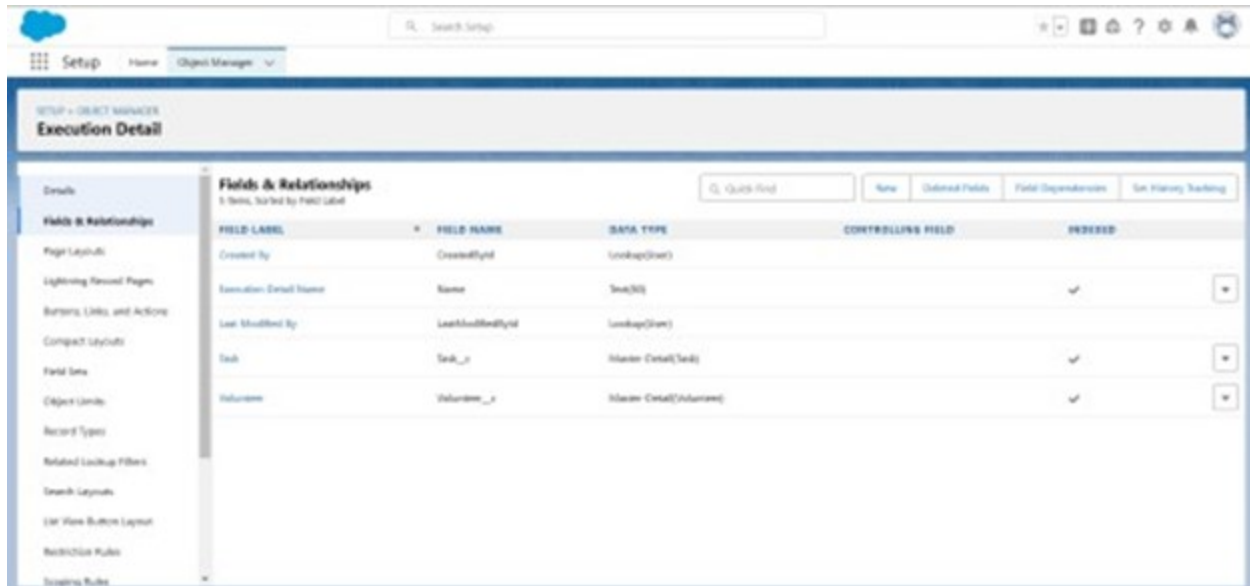 Search Setup
Setup Home Object Manager
SETUP > OBJECT MANAGER
Execution Detail
Details
Fields & Relationships
Page Layouts
Lightning Record Pages
Buttons, Links, and Actions
Compact Layouts
Field Sets
Object Limits
Record Types
Related Lookup Filters
Search Layouts
List View Button Layout
Restriction Rules
Scoping Rules
Fields & Relationships
5 Items, Sorted by Field Label
Quick Find New Deleted Fields Field Dependencies Set History Tracking
FIELD LABEL FIELD NAME DATA TYPE CONTROLLING FIELD INDEXED
Created By CreatedById Lookup(User)
Execution Detail Name Name Text(80)
Last Modified By LastModifiedById Lookup(User)
Task Task__c Master-Detail(Task)
Volunteer Volunteer__c Master-Detail(Volunteer)